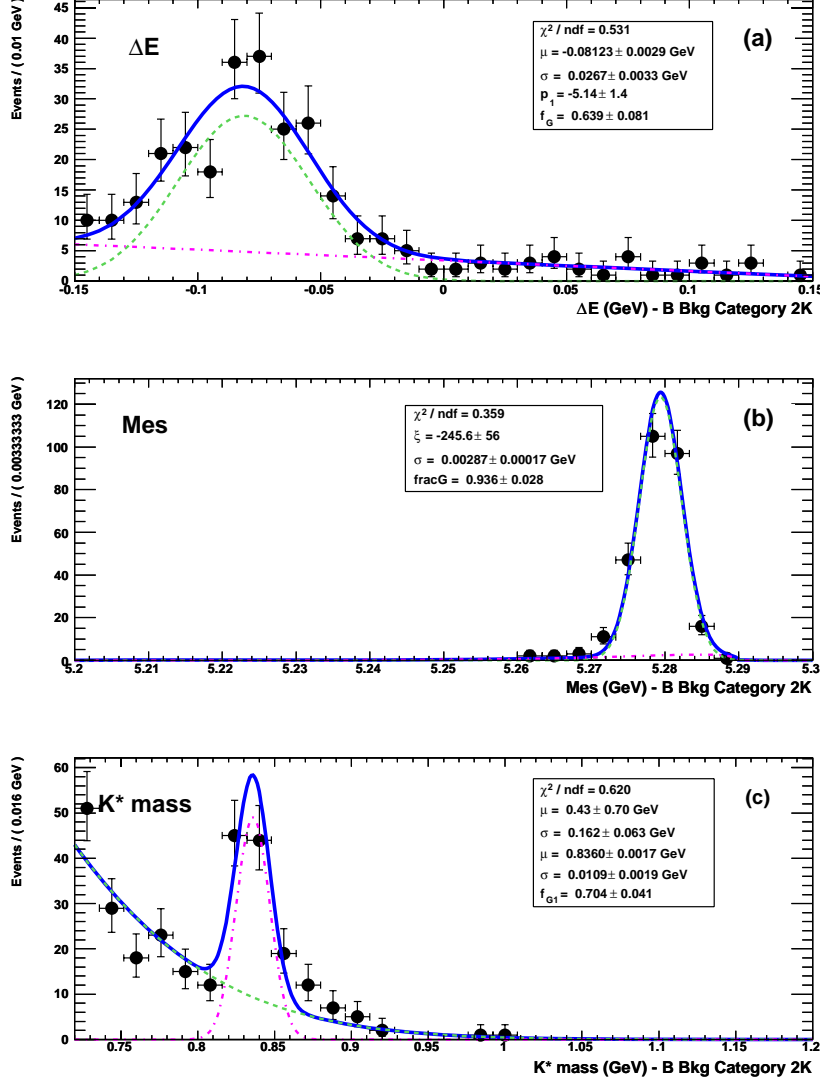 ΔE
(a)
χ² / ndf = 0.531
μ = -0.08123 ± 0.0029 GeV
σ = 0.0267 ± 0.0033 GeV
p₁ = -5.14 ± 1.4
f_G = 0.639 ± 0.081
Events / ( 0.01 GeV )
45
40
35
30
25
20
15
10
5
0
-0.15 -0.1 -0.05 0 0.05 0.1 0.15
ΔE (GeV) - B Bkg Category 2K
Mes
(b)
χ² / ndf = 0.359
ξ = -245.6 ± 56
σ = 0.00287 ± 0.00017 GeV
fracG = 0.936 ± 0.028
Events / ( 0.00333333 GeV )
120
100
80
60
40
20
0
5.2 5.21 5.22 5.23 5.24 5.25 5.26 5.27 5.28 5.29 5.3
Mes (GeV) - B Bkg Category 2K
K* mass
(c)
χ² / ndf = 0.620
μ = 0.43 ± 0.70 GeV
σ = 0.162 ± 0.063 GeV
μ = 0.8360 ± 0.0017 GeV
σ = 0.0109 ± 0.0019 GeV
f_G1 = 0.704 ± 0.041
Events / ( 0.016 GeV )
60
50
40
30
20
10
0
0.75 0.8 0.85 0.9 0.95 1 1.05 1.1 1.15 1.2
K* mass (GeV) - B Bkg Category 2K